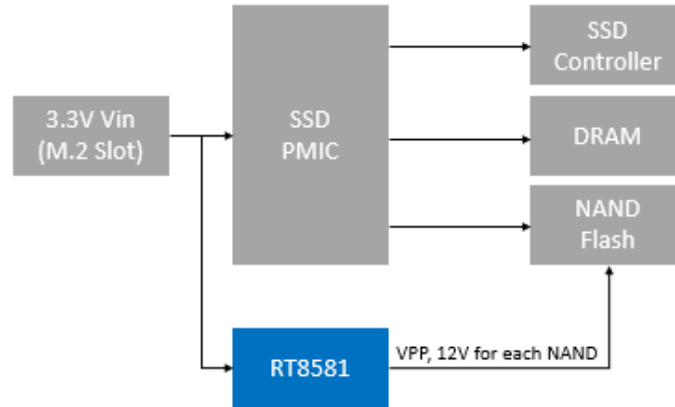 SSD
Controller
3.3V Vin
(M.2 Slot)
SSD
PMIC
DRAM
NAND
Flash
RT8581
VPP, 12V for each NAND